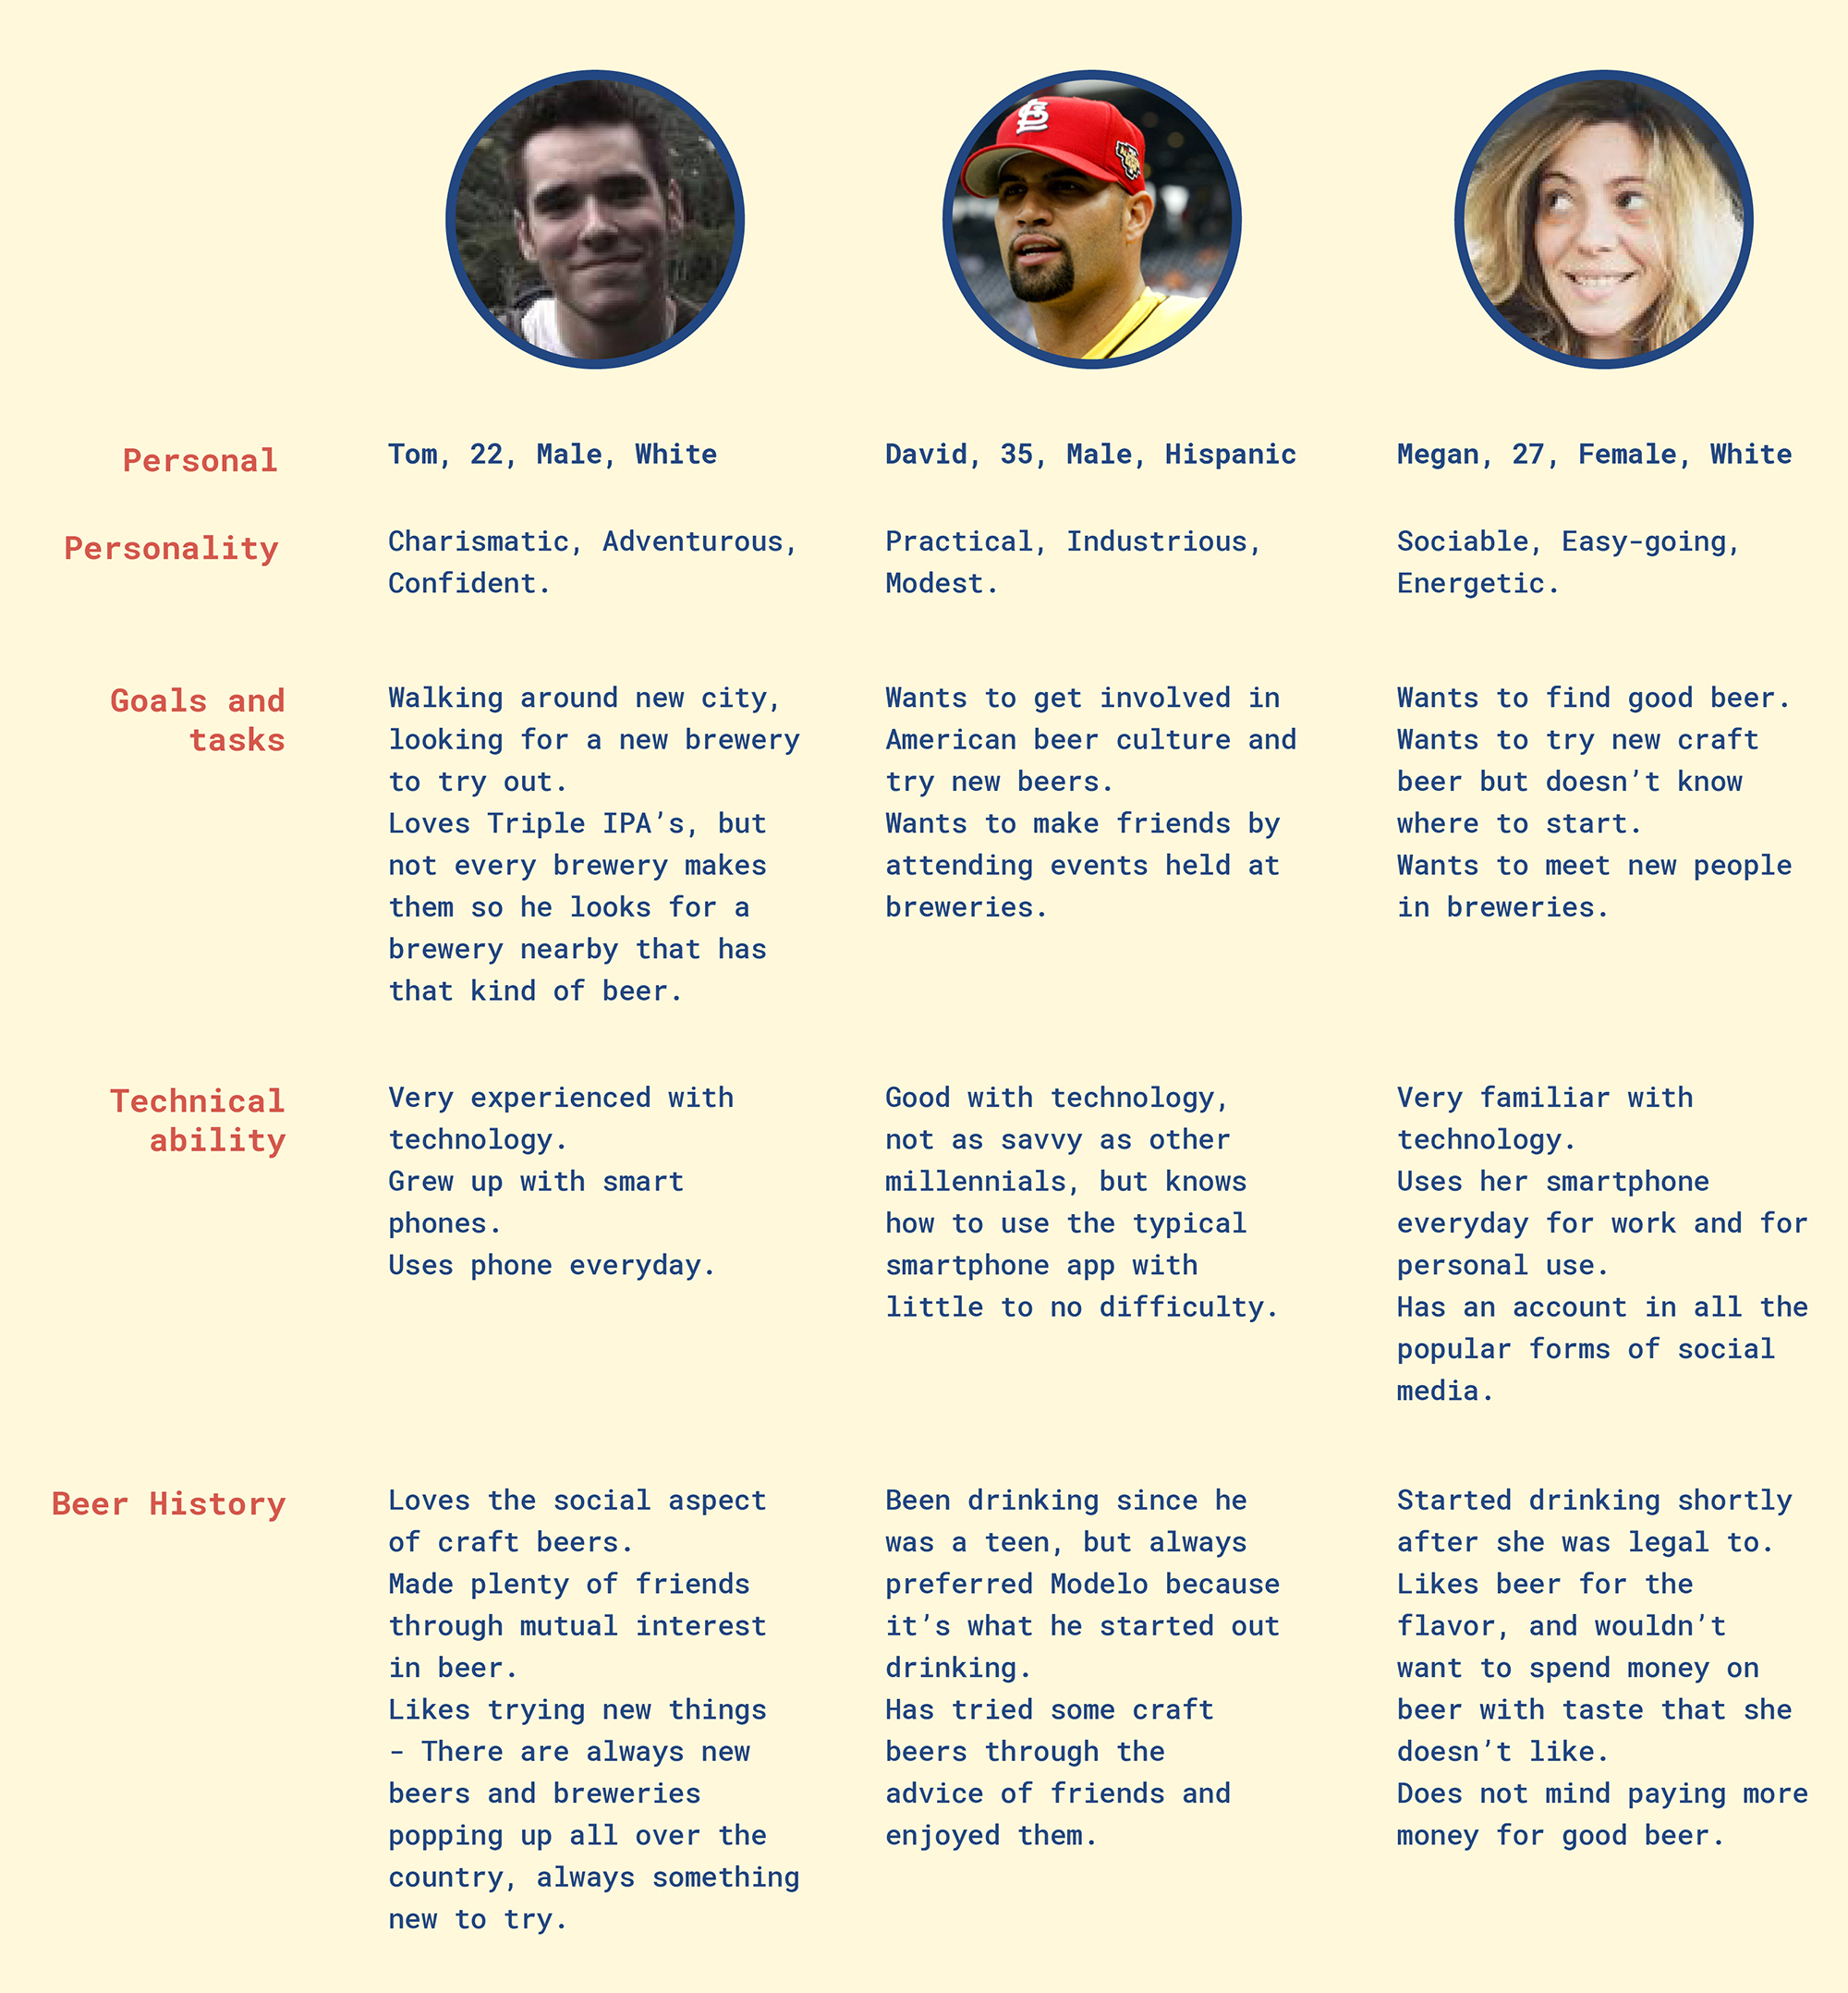 Personal
Tom, 22, Male, White
David, 35, Male, Hispanic
Megan, 27, Female, White
Personality
Charismatic, Adventurous,
Confident.
Practical, Industrious,
Modest.
Sociable, Easy-going,
Energetic.
Goals and
tasks
Walking around new city,
looking for a new brewery
to try out.
Loves Triple IPA’s, but
not every brewery makes
them so he looks for a
brewery nearby that has
that kind of beer.
Wants to get involved in
American beer culture and
try new beers.
Wants to make friends by
attending events held at
breweries.
Wants to find good beer.
Wants to try new craft
beer but doesn’t know
where to start.
Wants to meet new people
in breweries.
Technical
ability
Very experienced with
technology.
Grew up with smart
phones.
Uses phone everyday.
Good with technology,
not as savvy as other
millennials, but knows
how to use the typical
smartphone app with
little to no difficulty.
Very familiar with
technology.
Uses her smartphone
everyday for work and for
personal use.
Has an account in all the
popular forms of social
media.
Beer History
Loves the social aspect
of craft beers.
Made plenty of friends
through mutual interest
in beer.
Likes trying new things
- There are always new
beers and breweries
popping up all over the
country, always something
new to try.
Been drinking since he
was a teen, but always
preferred Modelo because
it’s what he started out
drinking.
Has tried some craft
beers through the
advice of friends and
enjoyed them.
Started drinking shortly
after she was legal to.
Likes beer for the
flavor, and wouldn’t
want to spend money on
beer with taste that she
doesn’t like.
Does not mind paying more
money for good beer.